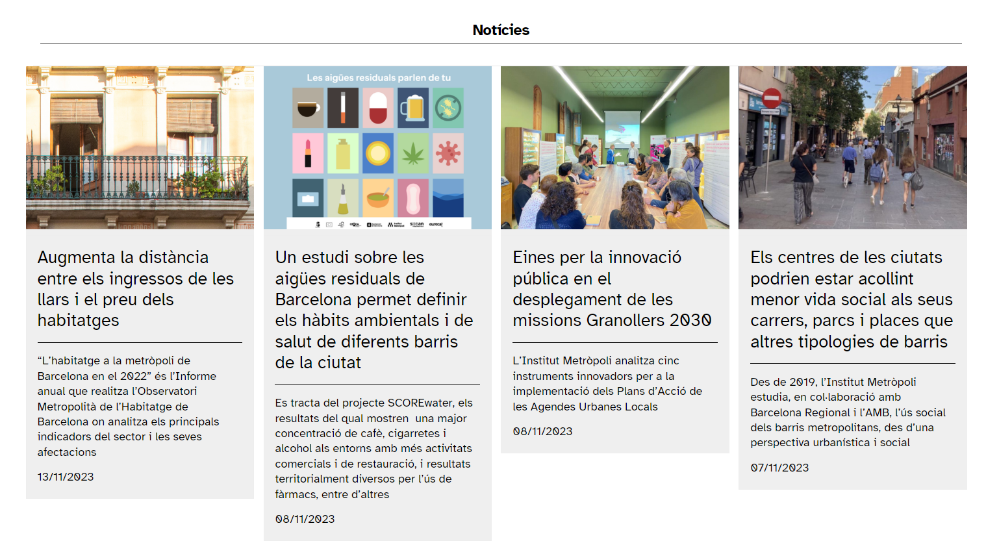 Notícies
Les aigües residuals parlen de tu
Augmenta la distància
entre els ingressos de les
llars i el preu dels
habitatges
“L’habitatge a la metròpoli de
Barcelona en el 2022” és l’Informe
anual que realitza l’Observatori
Metropolità de l’Habitatge de
Barcelona on analitza els principals
indicadors del sector i les seves
afectacions
13/11/2023
Un estudi sobre les
aigües residuals de
Barcelona permet definir
els hàbits ambientals i de
salut de diferents barris
de la ciutat
Es tracta del projecte SCOREwater, els
resultats del qual mostren  una major
concentració de cafè, cigarretes i
alcohol als entorns amb més activitats
comercials i de restauració, i resultats
territorialment diversos per l’ús de
fàrmacs, entre d’altres
08/11/2023
Eines per la innovació
pública en el
desplegament de les
missions Granollers 2030
L’Institut Metròpoli analitza cinc
instruments innovadors per a la
implementació dels Plans d’Acció de
les Agendes Urbanes Locals
08/11/2023
Els centres de les ciutats
podrien estar acollint
menor vida social als seus
carrers, parcs i places que
altres tipologies de barris
Des de 2019, l’Institut Metròpoli
estudia, en col·laboració amb
Barcelona Regional i l’AMB, l’ús social
dels barris metropolitans, des d’una
perspectiva urbanística i social
07/11/2023